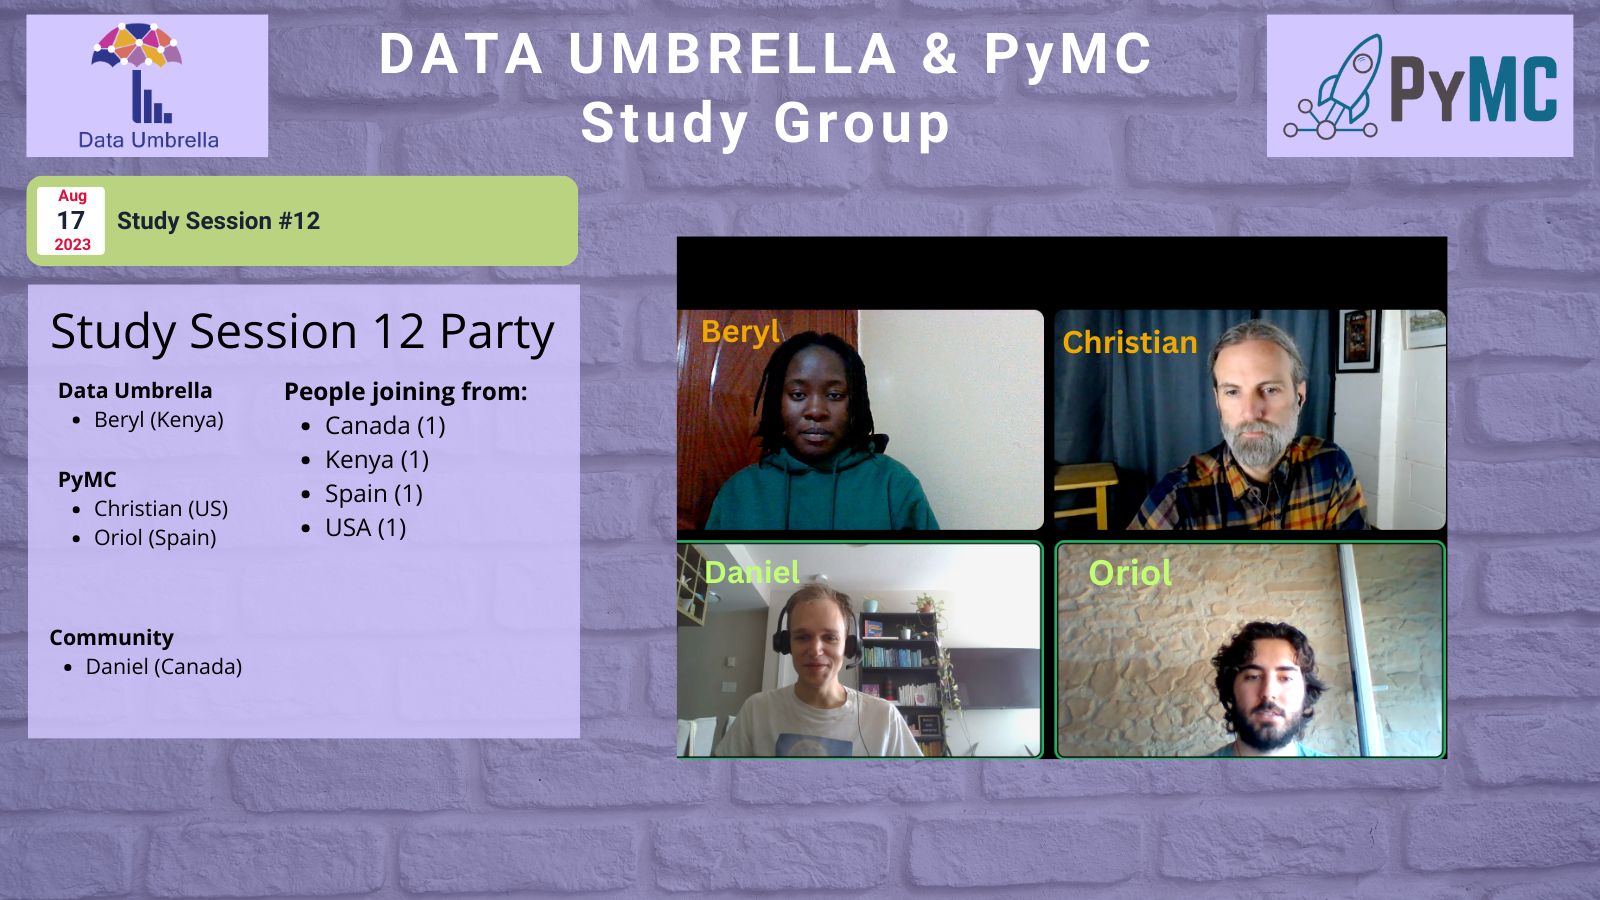 Data Umbrella
DATA UMBRELLA & PyMC
Study Group
PyMC
Aug
17
2023
Study Session #12
Study Session 12 Party
Data Umbrella
• Beryl (Kenya)
PyMC
• Christian (US)
• Oriol (Spain)
Community
• Daniel (Canada)
People joining from:
• Canada (1)
• Kenya (1)
• Spain (1)
• USA (1)
Beryl
Christian
Daniel
Oriol